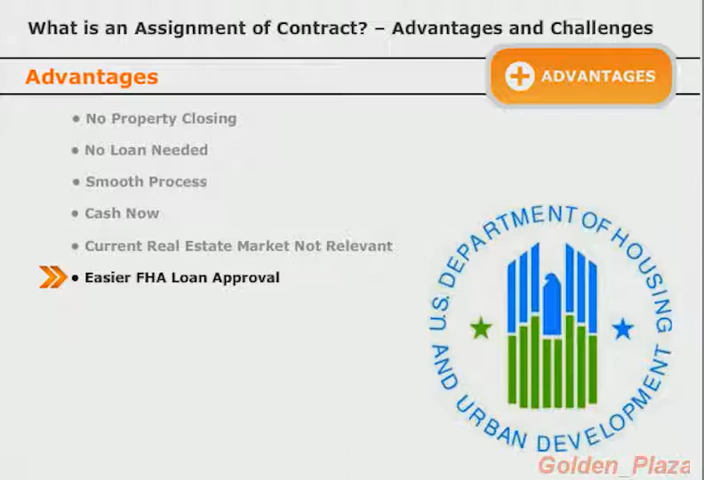 What is an Assignment of Contract? – Advantages and Challenges
Advantages
ADVANTAGES
• No Property Closing
• No Loan Needed
• Smooth Process
• Cash Now
• Current Real Estate Market Not Relevant
• Easier FHA Loan Approval
U.S. DEPARTMENT OF HOUSING
AND URBAN DEVELOPMENT
Golden_Plaza